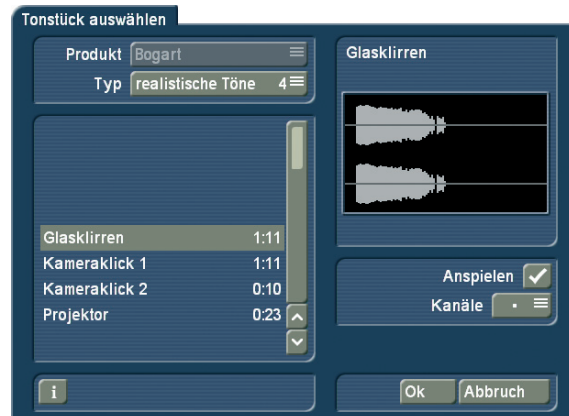 Tonstück auswählen
Produkt Bogart
Typ realistische Töne 4
Glasklirren 1:11
Kameraklick 1 1:11
Kameraklick 2 0:10
Projektor 0:23
i
Glasklirren
Anspielen
Kanäle
Ok Abbruch